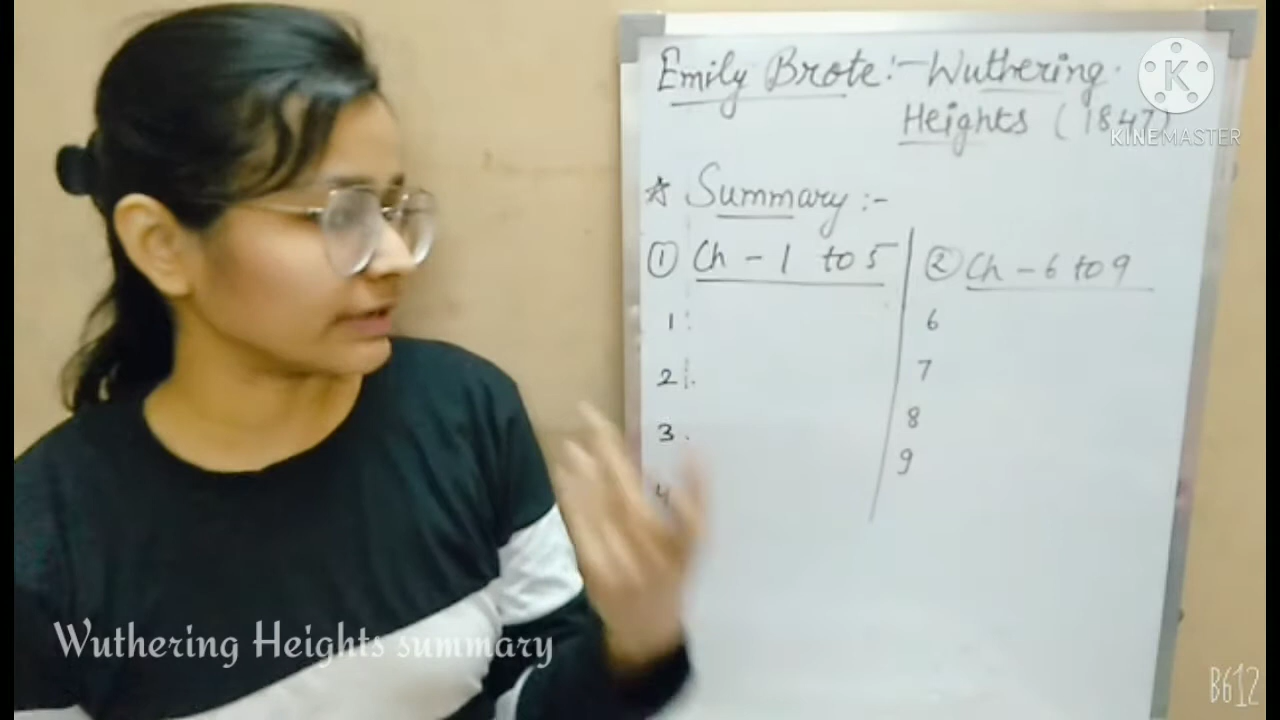 Emily Brote:- Wuthering
Heights (1847)
KINEMASTER
☆ Summary :-
① Ch - 1 to 5
② Ch - 6 to 9
1:
2.
3.
4
6
7
8
9
Wuthering Heights summary
B612